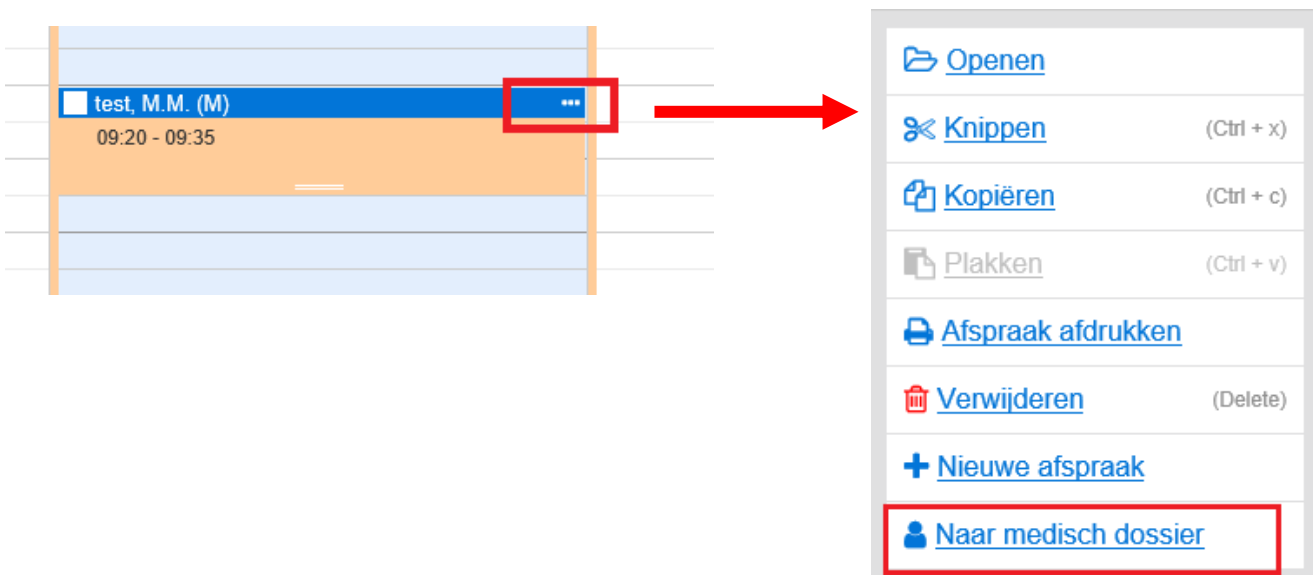 test, M.M. (M)
09:20 - 09:35
Openen
Knippen (Ctrl + x)
Kopiëren (Ctrl + c)
Plakken (Ctrl + v)
Afspraak afdrukken
Verwijderen (Delete)
Nieuwe afspraak
Naar medisch dossier